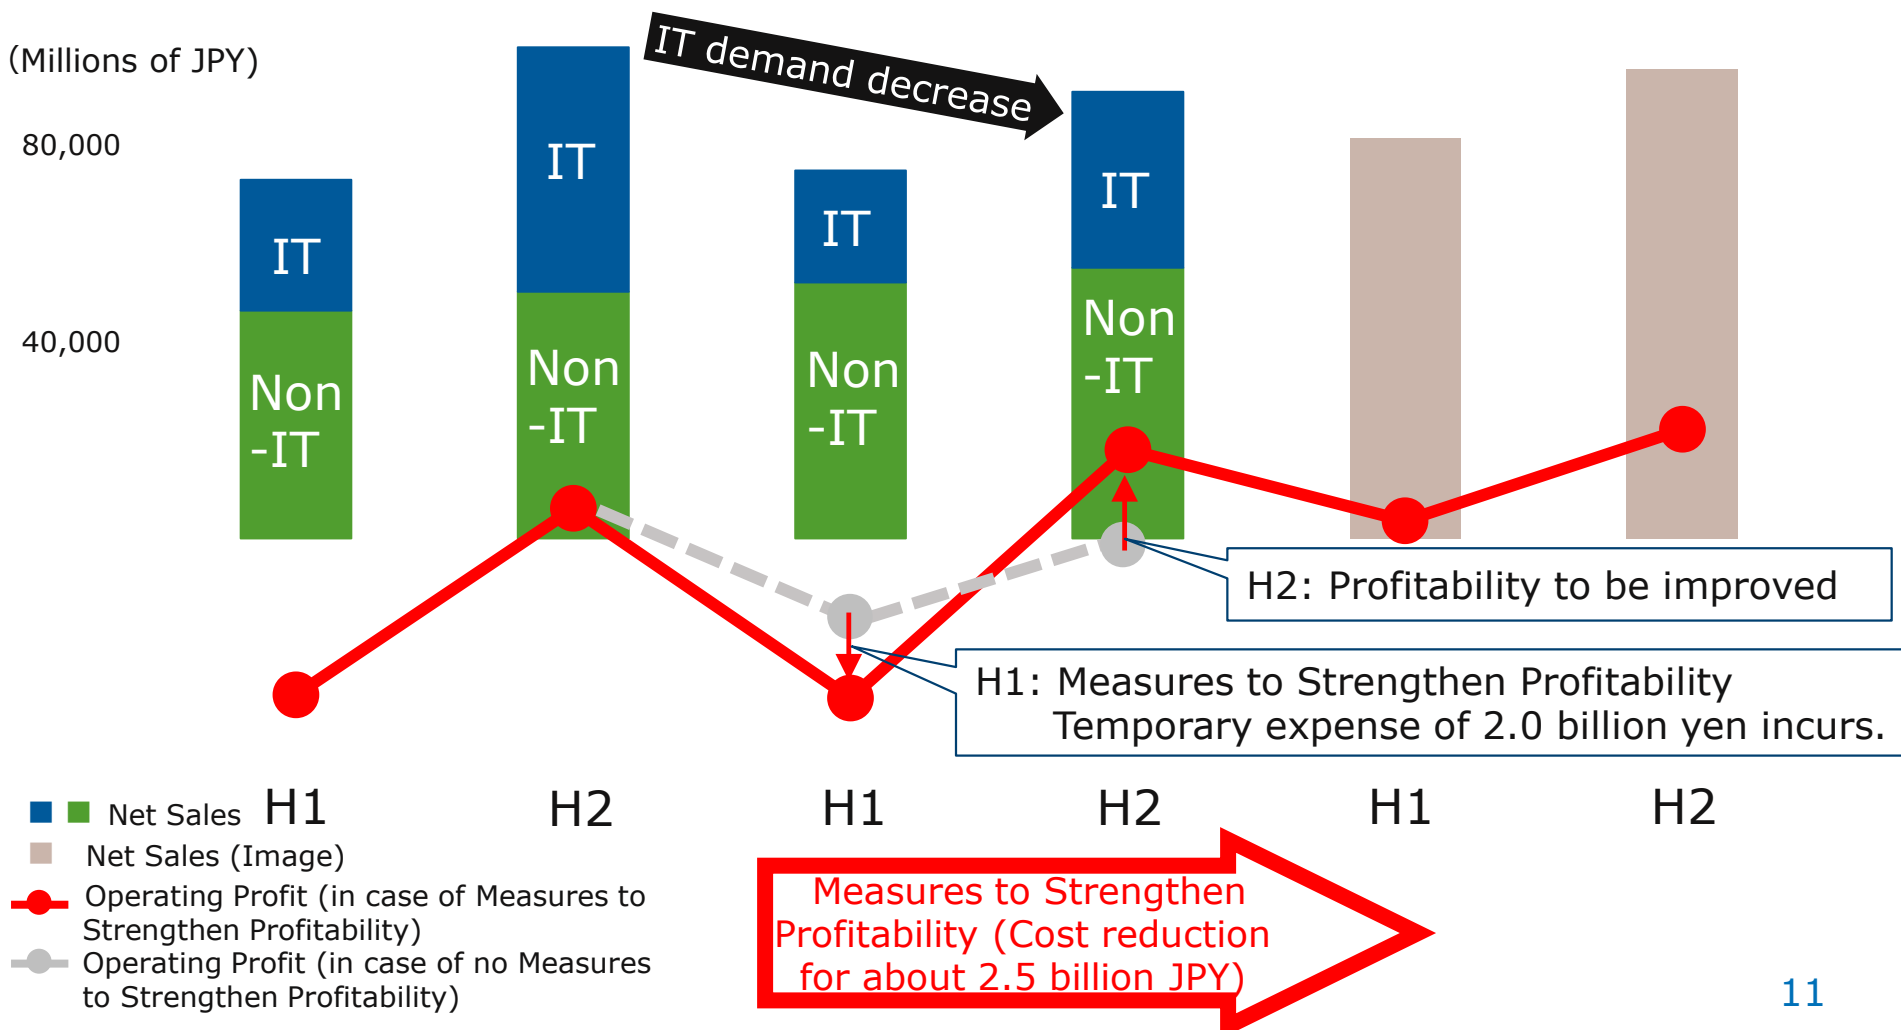 (Millions of JPY)
80,000
40,000
IT demand decrease
IT
Non
-IT
IT
Non
-IT
IT
Non
-IT
IT
Non
-IT
H2: Profitability to be improved
H1: Measures to Strengthen Profitability
Temporary expense of 2.0 billion yen incurs.
H1
H2
H1
H2
H1
H2
Net Sales
Net Sales (Image)
Operating Profit (in case of Measures to
Strengthen Profitability)
Operating Profit (in case of no Measures
to Strengthen Profitability)
Measures to Strengthen
Profitability (Cost reduction
for about 2.5 billion JPY)
11